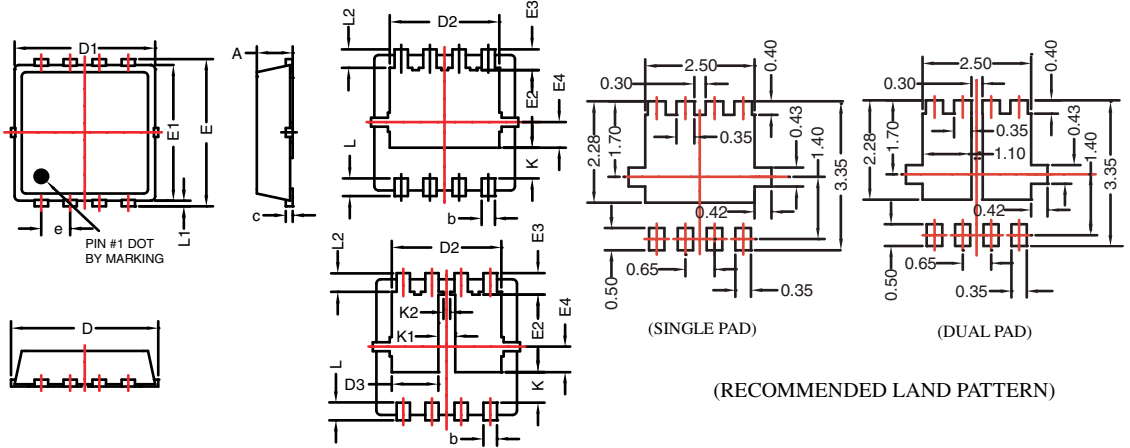 D1
E1
E
PIN #1 DOT
BY MARKING
e
L1
D
A
c
L2
D2
E3
E2
E4
L
K
b
L2
D2
E3
K2
K1
E2
E4
D3
L
K
b
2.50
0.40
0.30
0.35
0.43
2.28
1.70
1.40
3.35
0.42
0.65
0.50
0.35
(SINGLE PAD)
2.50
0.40
0.30
0.35
0.43
2.28
1.70
1.10
1.40
3.35
0.42
0.65
0.50
0.35
(DUAL PAD)
(RECOMMENDED LAND PATTERN)